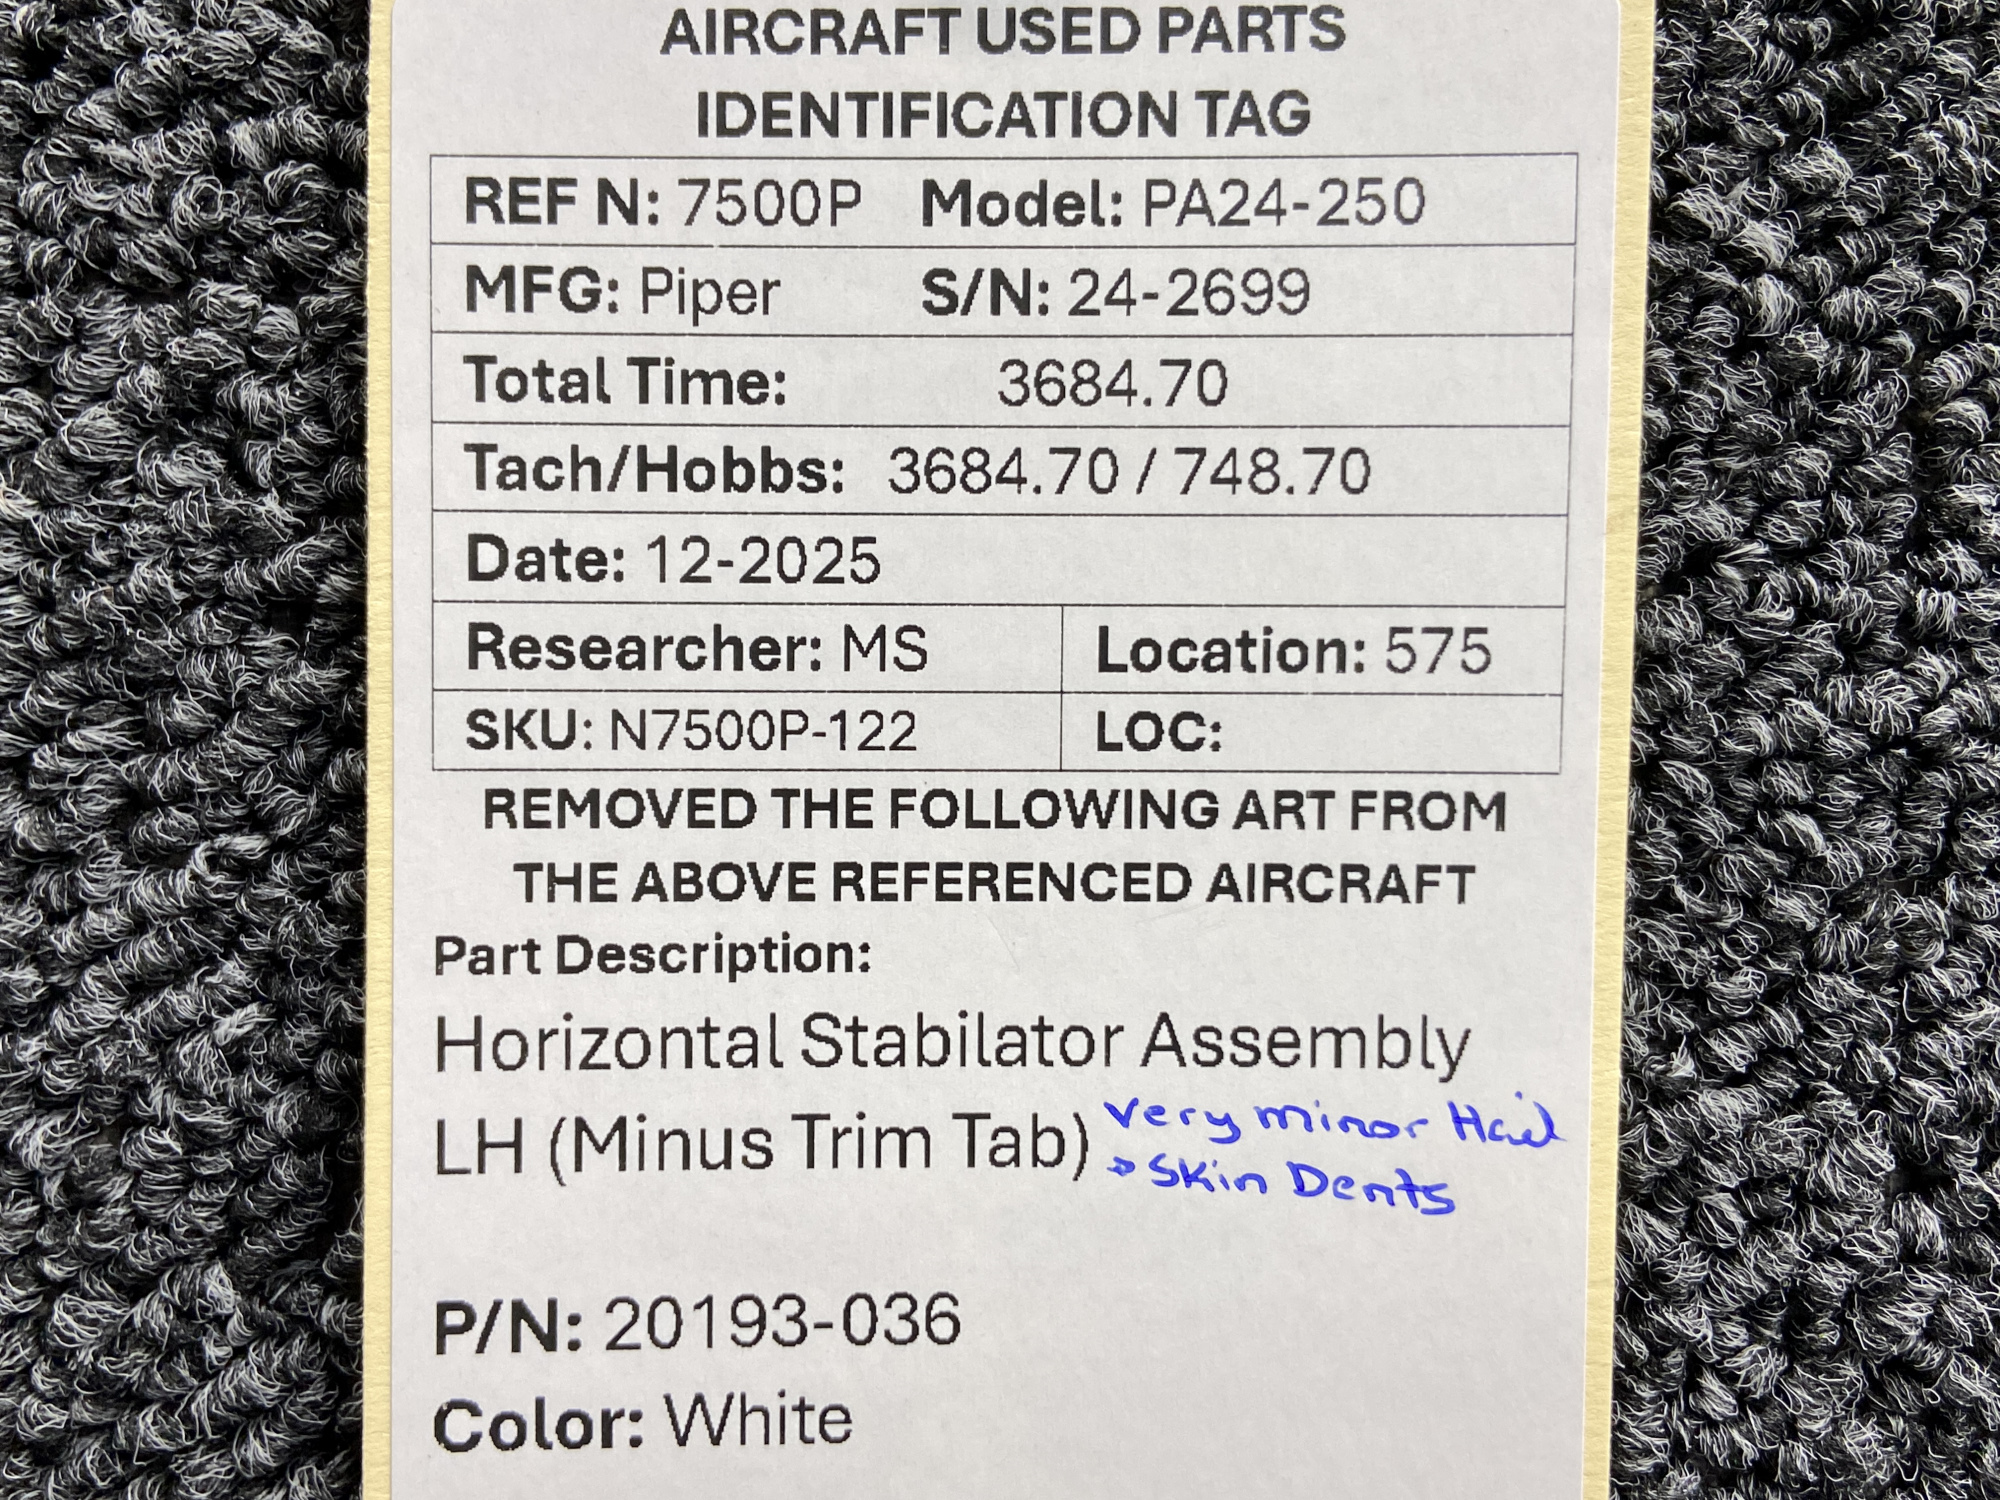 AIRCRAFT USED PARTS
IDENTIFICATION TAG
REF N: 7500P Model: PA24-250
MFG: Piper S/N: 24-2699
Total Time: 3684.70
Tach/Hobbs: 3684.70 / 748.70
Date: 12-2025
Researcher: MS Location: 575
SKU: N7500P-122 LOC:
REMOVED THE FOLLOWING ART FROM
THE ABOVE REFERENCED AIRCRAFT
Part Description:
Horizontal Stabilator Assembly
LH (Minus Trim Tab) very minor Hail
Skin Dents
P/N: 20193-036
Color: White